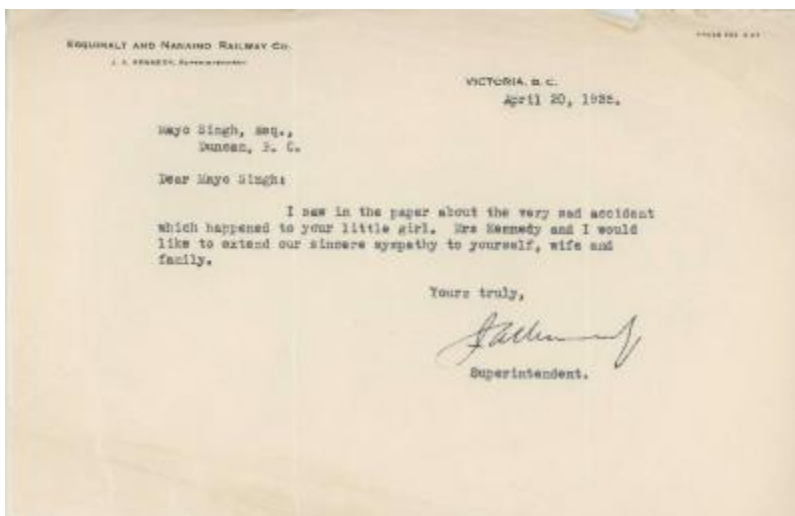 ESQUIMALT AND NANAIMO RAILWAY CO.
J. A. KENNEDY, SUPERINTENDENT
VICTORIA, B. C.
April 20, 1935.
Mayo Singh, Esq.,
Duncan, B. C.
Dear Mayo Singh:
I saw in the paper about the very sad accident
which happened to your little girl. Mrs Kennedy and I would
like to extend our sincere sympathy to yourself, wife and
family.
Yours truly,
Superintendent.